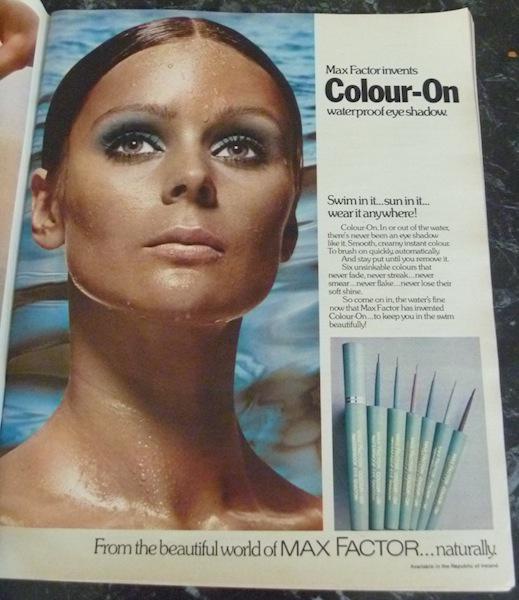 Max Factor invents
Colour-On
waterproof eye shadow.
Swim in it...sun in it...
wear it anywhere!
Colour-On. In or out of the water,
there's never been an eye shadow
like it. Smooth, creamy instant colour.
To brush on quickly, automatically.
And stay put until you remove it.
Six unsinkable colours that
never fade, never streak...never
smear...never flake...never lose their
soft shine.
So come on in, the water's fine
now that Max Factor has invented
Colour-On...to keep you in the swim
beautifully!
From the beautiful world of MAX FACTOR...naturally.
Available in the Republic of Ireland